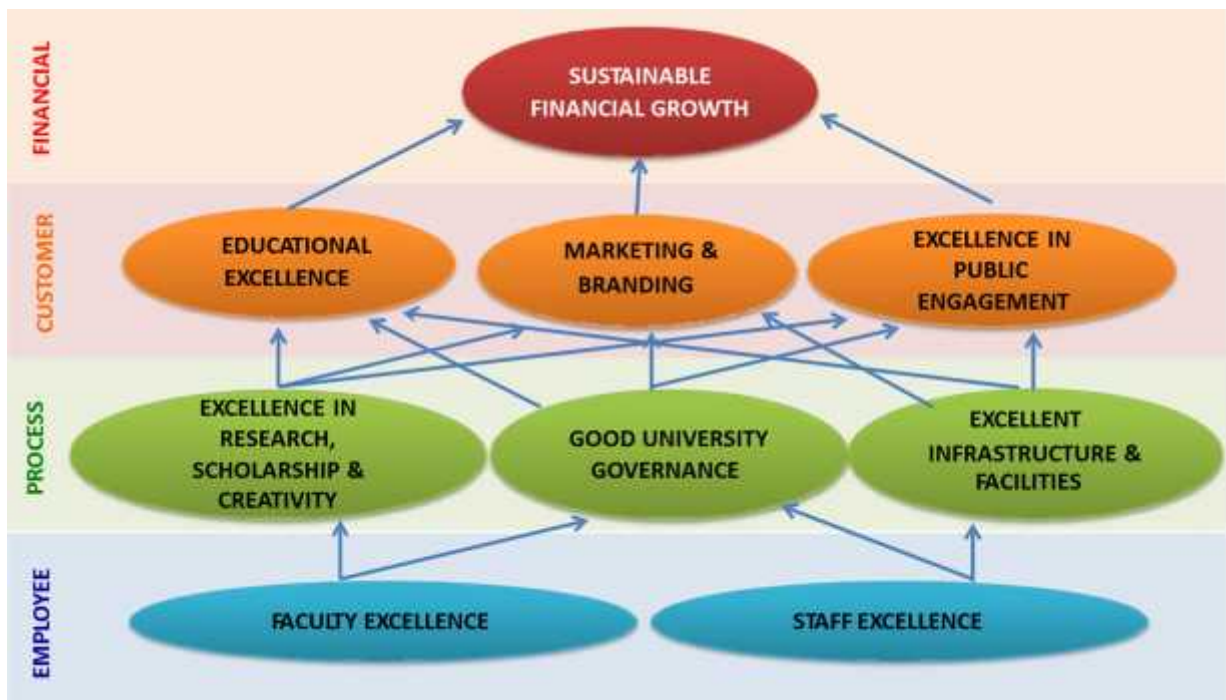 FINANCIAL
SUSTAINABLE
FINANCIAL GROWTH
CUSTOMER
EDUCATIONAL
EXCELLENCE
MARKETING &
BRANDING
EXCELLENCE IN
PUBLIC
ENGAGEMENT
PROCESS
EXCELLENCE IN
RESEARCH,
SCHOLARSHIP &
CREATIVITY
GOOD UNIVERSITY
GOVERNANCE
EXCELLENT
INFRASTRUCTURE &
FACILITIES
EMPLOYEE
FACULTY EXCELLENCE
STAFF EXCELLENCE